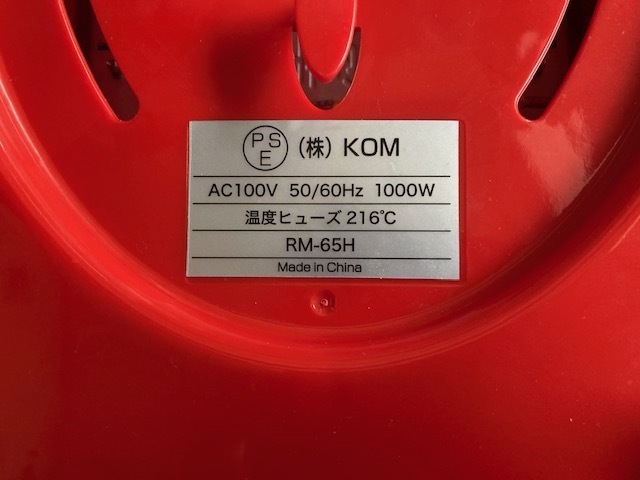 PSE (株) KOM
AC100V 50/60Hz 1000W
温度ヒューズ 216℃
RM-65H
Made in China